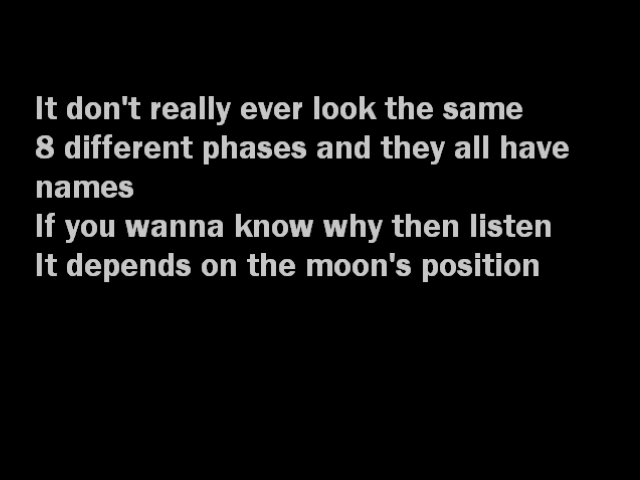 It don't really ever look the same
8 different phases and they all have
names
If you wanna know why then listen
It depends on the moon's position